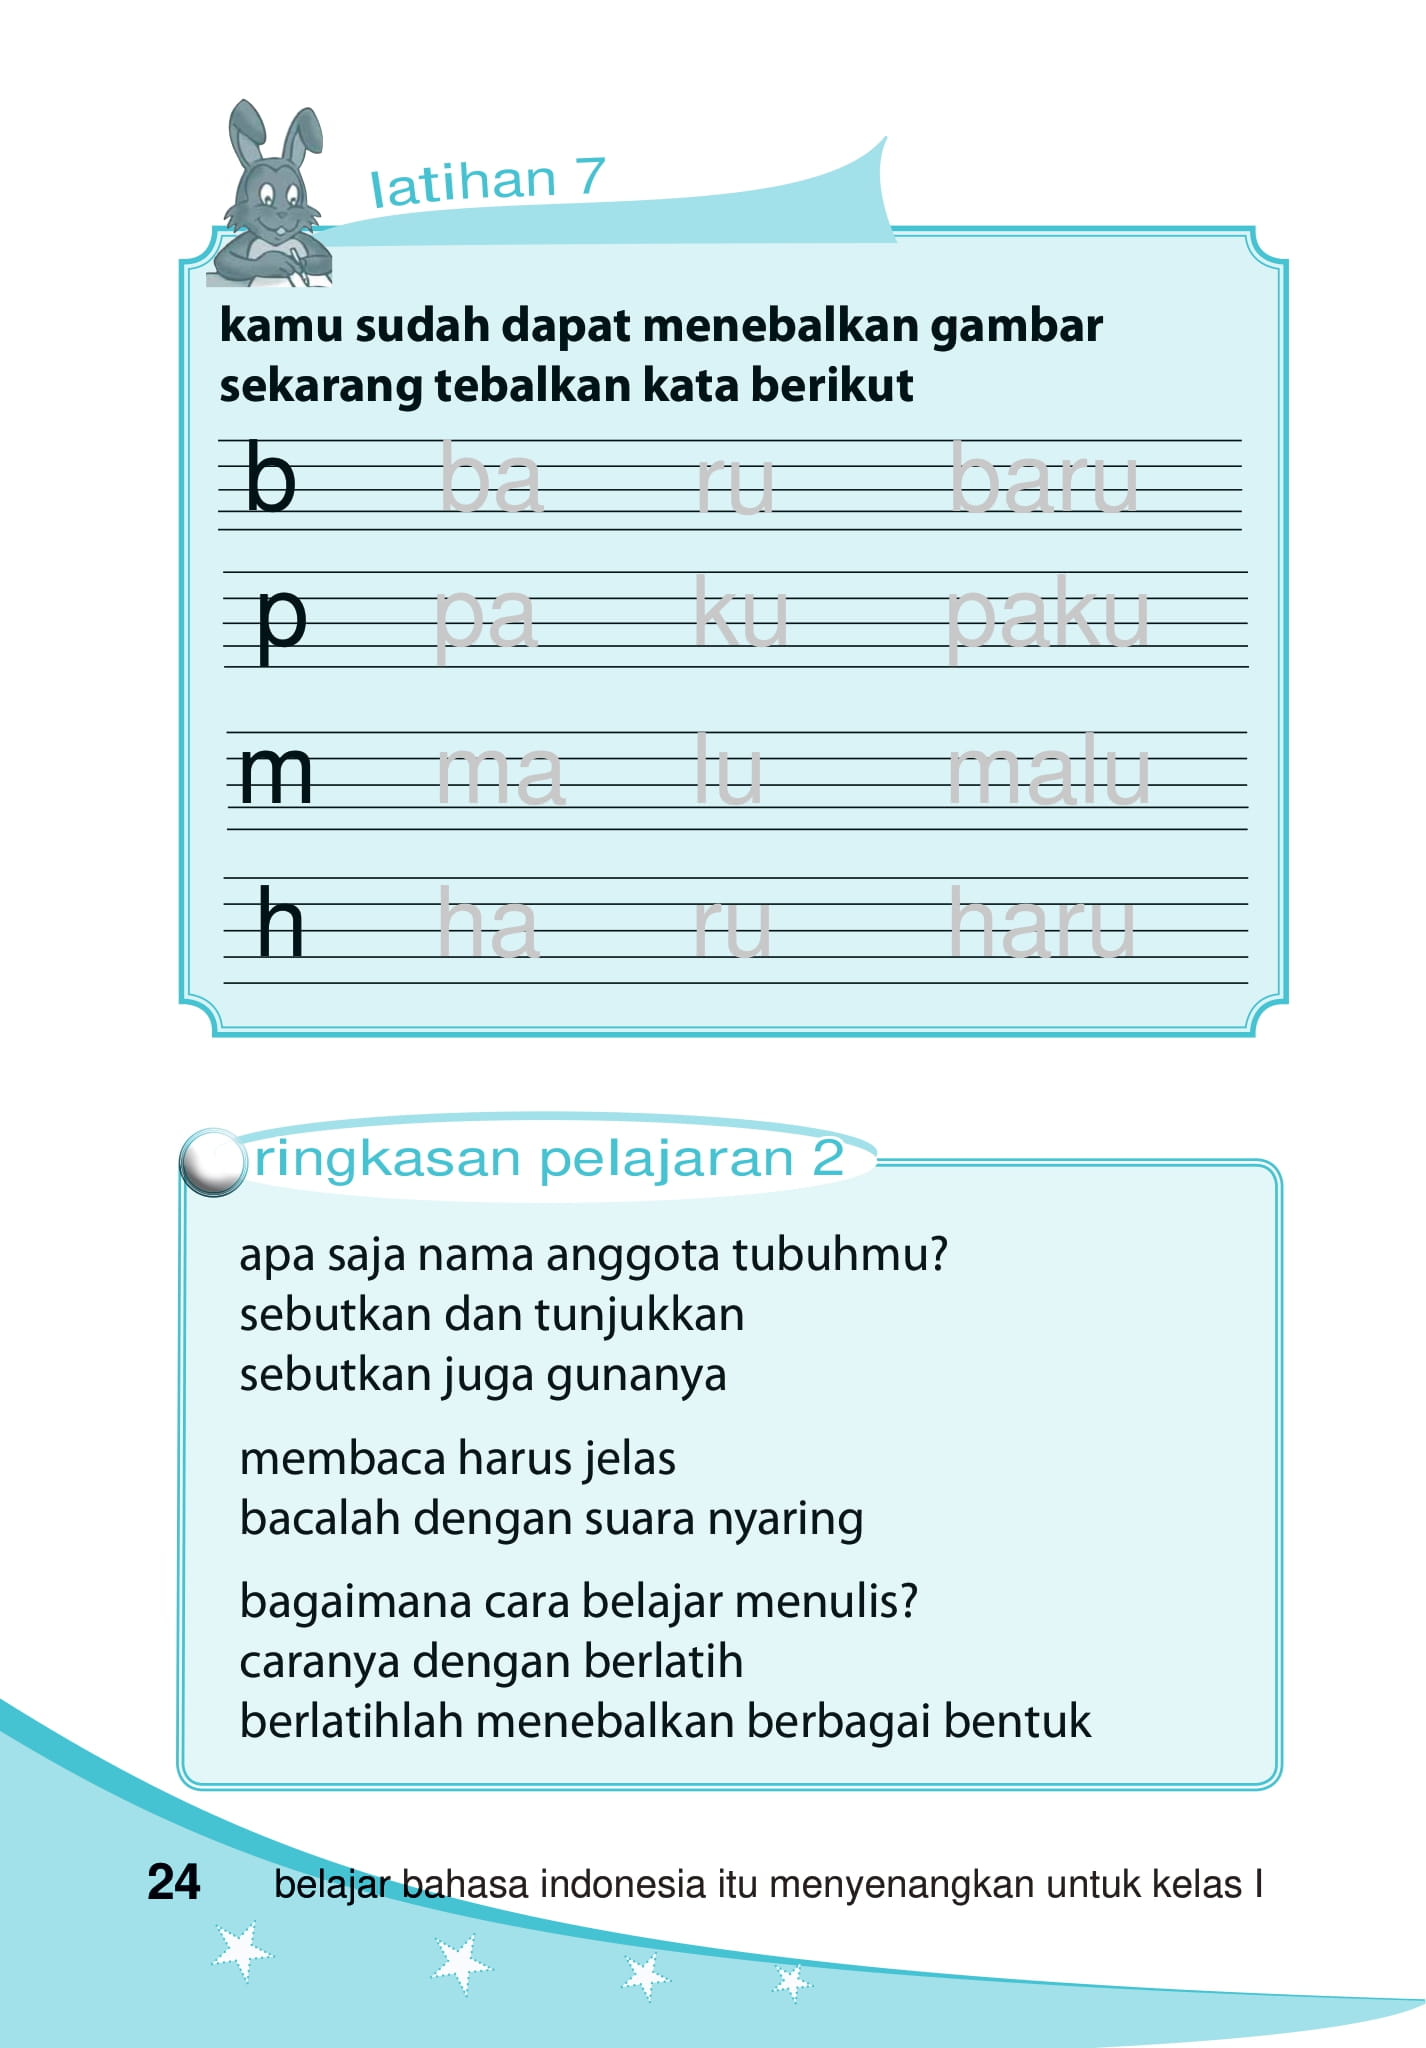 latihan 7
kamu sudah dapat menebalkan gambar
sekarang tebalkan kata berikut
b ba ru baru
p pa ku paku
m ma lu malu
h ha ru haru
ringkasan pelajaran 2
apa saja nama anggota tubuhmu?
sebutkan dan tunjukkan
sebutkan juga gunanya
membaca harus jelas
bacalah dengan suara nyaring
bagaimana cara belajar menulis?
caranya dengan berlatih
berlatihlah menebalkan berbagai bentuk
24 belajar bahasa indonesia itu menyenangkan untuk kelas I